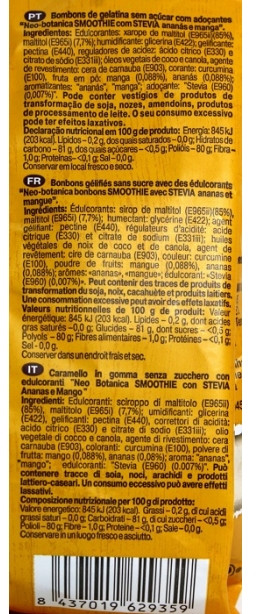 PT Bombons de gelatina sem açucar com adoçantes
"Neo-botanica SMOOTHIE com STEVIA ananás e manga".
Ingredientes: Edulcorantes: xarope de maltitol (E965ii)(85%),
maltitol (E965i) (7,7%); humidificante: glicerina (E422); gelificante:
pectina (E440), reguladores de acidez: ácido cítrico (E330) e
citrato de sódio (E331iii); óleos vegetais de coco e canola, agente
de revestimento: cera de carnaúba (E903), corante: curcumina
(E100), fruta em pó: manga (0,088%), ananás (0,088%);
aromatizantes: "ananás", "manga"; adoçante: "Stevia (E960)
(0,007%)". Pode conter vestígios de produtos de
transformação de soja, nozes, amendoins, produtos
de processamento de leite. O seu consumo excessivo
pode ter efeitos laxativos.
Declaração nutricional em 100 g de produto: Energia: 845 kJ
(203 kcal). Lípidos – 0,2 g, dos quais saturados – 0,0 g; Hidratos de
carbono – 81 g, dos quais açúcares – <0,5 g; Polióis – 80 g; Fibra –
1,0 g; Proteínas – <0,1 g; Sal – 0,0 g.
Conservar em local fresco e seco.
FR Bonbons gélifiés sans sucre avec des édulcorants
"Neo-botanica bonbons SMOOTHIE avec STEVIA ananas et
mangue".
Ingrédients: Édulcorants: sirop de maltitol (E965ii)(85%),
maltitol (E965i) (7,7%); humectant: glycérine (E422); agent
gélifiant: pectine (E440), régulateurs d'acidité: acide
citrique (E330) et citrate de sodium (E331iii); huiles
végétales de noix de coco et de canola, agent de
revêtement: cire de carnauba (E903), couleur: curcumine
(E100), poudre de fruits: mangue (0,088%), ananas
(0,088%); arômes: «ananas», «mangue»; édulcorant: «Stevia
(E960) (0,007%)». Peut contenir des traces de produits de
transformation du soja, noix, cacahuète et produits laitiers.
Une consommation excessive peut avoir des effets laxatifs.
Valeurs nutritionnelles de 100 g de produit: Valeur
énergétique: 845 kJ (203 kcal). Lipides – 0,2 g, dont acides
gras saturés – 0,0 g; Glucides – 81 g, dont sucres – <0,5 g;
Polyols – 80 g; Fibres alimentaires – 1,0 g; Protéines – <0,1 g;
Sel - 0,0 g.
Conserver dans un endroit frais et sec.
IT Caramello in gomma senza zucchero con
edulcoranti "Neo Botanica SMOOTHIE con STEVIA
Ananas e Mango"
Ingredienti: Edulcoranti: sciroppo di maltitolo (E965ii)
(85%), maltitolo (E965i) (7,7%); umidificanti: glicerina
(E422), gelificanti: pectina (E440), correttori di acidità:
acido citrico (E330) e citrato di sodio (E331iii); olio
vegetale di cocco e canola, agente di rivestimento: cera
carnauba (E903), coloranti: curcumina (E100), polvere di
frutta: mango (0,088%), ananas (0,08%); aroma: "ananas",
"mango"; edulcoranti: "Stevia (E960) (0.007%)". Può
contenere tracce di soia, noci, arachidi e prodotti
lattiero-caseari. Un consumo eccessivo può avere effetti
lassativi.
Composizione nutrizionale per 100 g di prodotto:
Valore energetico: 845 kJ (203 kcal). Grassi – 0,2 g, di cui acidi
grassi saturi – 0,0 g; Carboidrati – 81 g, di cui zuccheri – <0,5 g;
Polioli – 80 g; Fibre – 1,0 g; Proteine – <0,1 g; Sale – 0,0 g.
Conservare in un luogo fresco e asciutto.
8 437019 629359